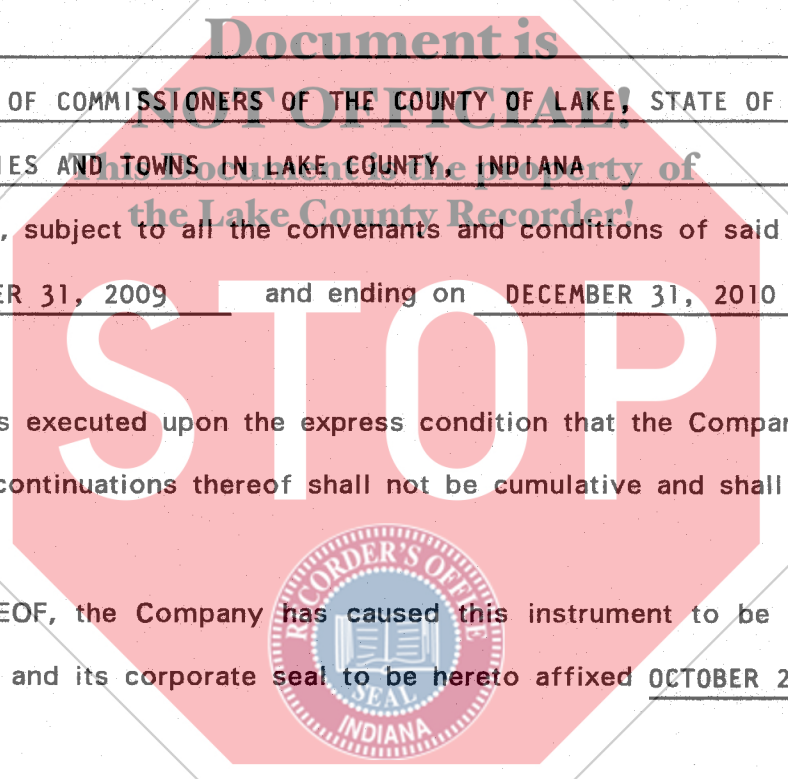 Document is
OF COMMISSIONERS OF THE COUNTY OF LAKE, STATE OF
NOT OFFICIAL!
IES AND TOWNS IN LAKE COUNTY, INDIANA
This Document is the property of
the Lake County Recorder!
, subject to all the convenants and conditions of said
ER 31, 2009 and ending on DECEMBER 31, 2010
STOP
s executed upon the express condition that the Compan
continuations thereof shall not be cumulative and shall
RECORDER'S OFFICE
EOF, the Company has caused this instrument to be
and its corporate seal to be hereto affixed OCTOBER 2
SEAL
INDIANA